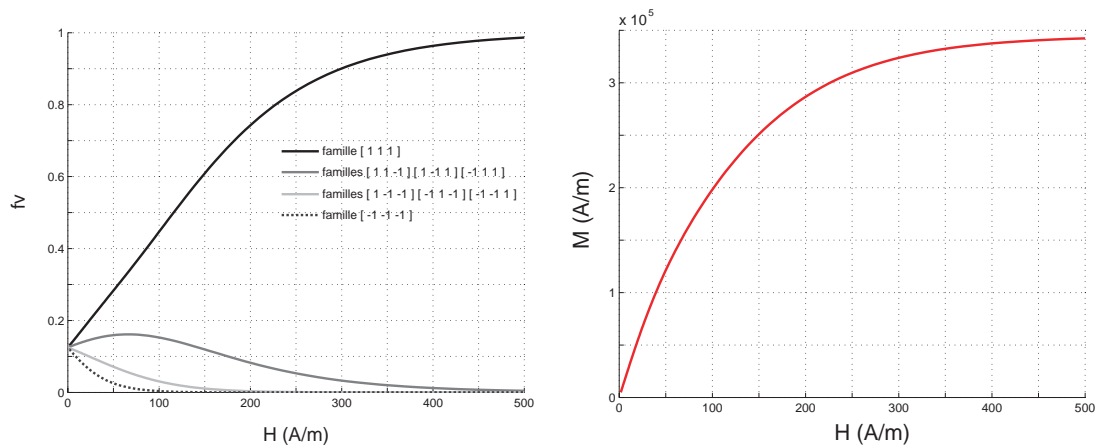 1
0.8
0.6
0.4
0.2
0
fv
0 100 200 300 400 500
H (A/m)
famille [ 1 1 1 ]
familles [ 1 1 -1 ] [ 1 -1 1 ] [ -1 1 1 ]
familles [ 1 -1 -1 ] [ -1 1 -1 ] [ -1 -1 1 ]
famille [ -1 -1 -1 ]
x 10⁵
3
2
1
0
M (A/m)
0 100 200 300 400 500
H (A/m)